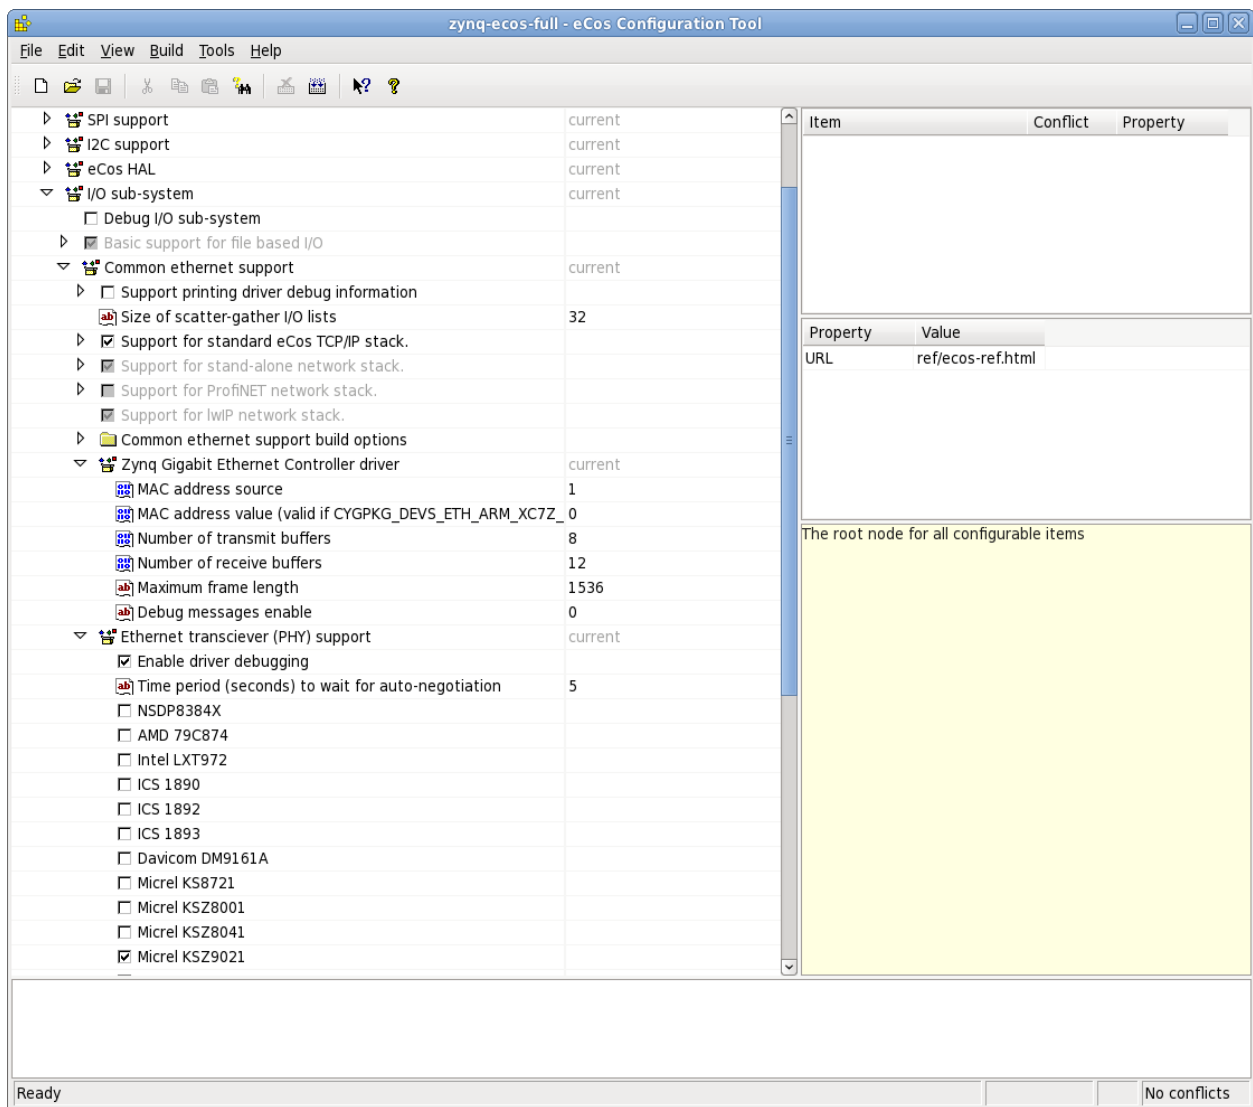 zynq-ecos-full - eCos Configuration Tool
File Edit View Build Tools Help
SPI support current
I2C support current
eCos HAL current
I/O sub-system current
Debug I/O sub-system
Basic support for file based I/O
Common ethernet support current
Support printing driver debug information
Size of scatter-gather I/O lists 32
Support for standard eCos TCP/IP stack.
Support for stand-alone network stack.
Support for ProfiNET network stack.
Support for lwIP network stack.
Common ethernet support build options
Zynq Gigabit Ethernet Controller driver current
MAC address source 1
MAC address value (valid if CYGPKG_DEVS_ETH_ARM_XC7Z_ 0
Number of transmit buffers 8
Number of receive buffers 12
Maximum frame length 1536
Debug messages enable 0
Ethernet transciever (PHY) support current
Enable driver debugging
Time period (seconds) to wait for auto-negotiation 5
NSDP8384X
AMD 79C874
Intel LXT972
ICS 1890
ICS 1892
ICS 1893
Davicom DM9161A
Micrel KS8721
Micrel KSZ8001
Micrel KSZ8041
Micrel KSZ9021
Item Conflict Property
Property Value
URL ref/ecos-ref.html
The root node for all configurable items
Ready No conflicts